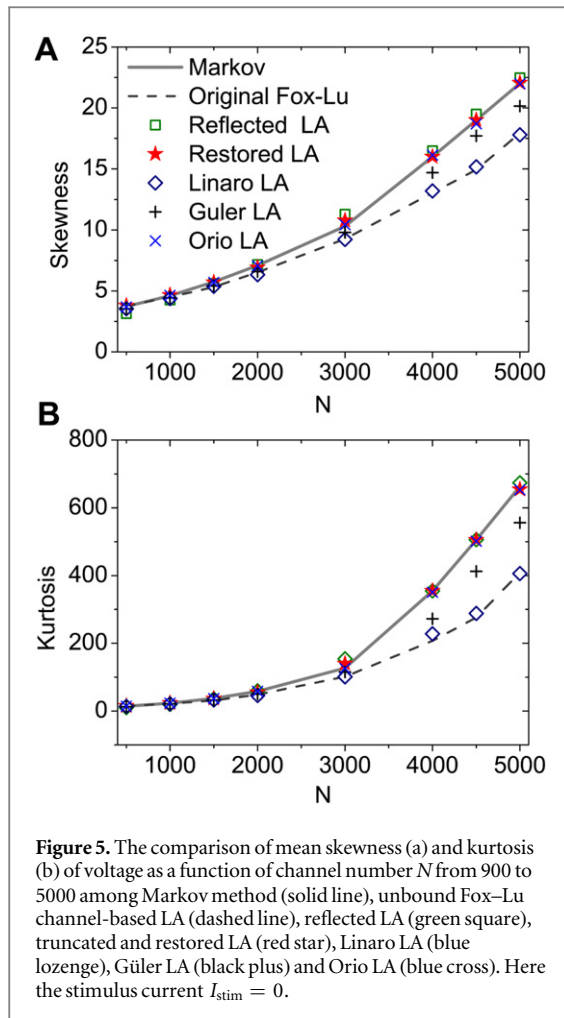 A
25
20
15
10
5
0
Skewness
Markov
Original Fox-Lu
Reflected LA
Restored LA
Linaro LA
Guler LA
Orio LA
1000 2000 3000 4000 5000
N
B
800
600
400
200
0
Kurtosis
1000 2000 3000 4000 5000
N
Figure 5. The comparison of mean skewness (a) and kurtosis
(b) of voltage as a function of channel number N from 900 to
5000 among Markov method (solid line), unbound Fox–Lu
channel-based LA (dashed line), reflected LA (green square),
truncated and restored LA (red star), Linaro LA (blue
lozenge), Güler LA (black plus) and Orio LA (blue cross). Here
the stimulus current Istim = 0.